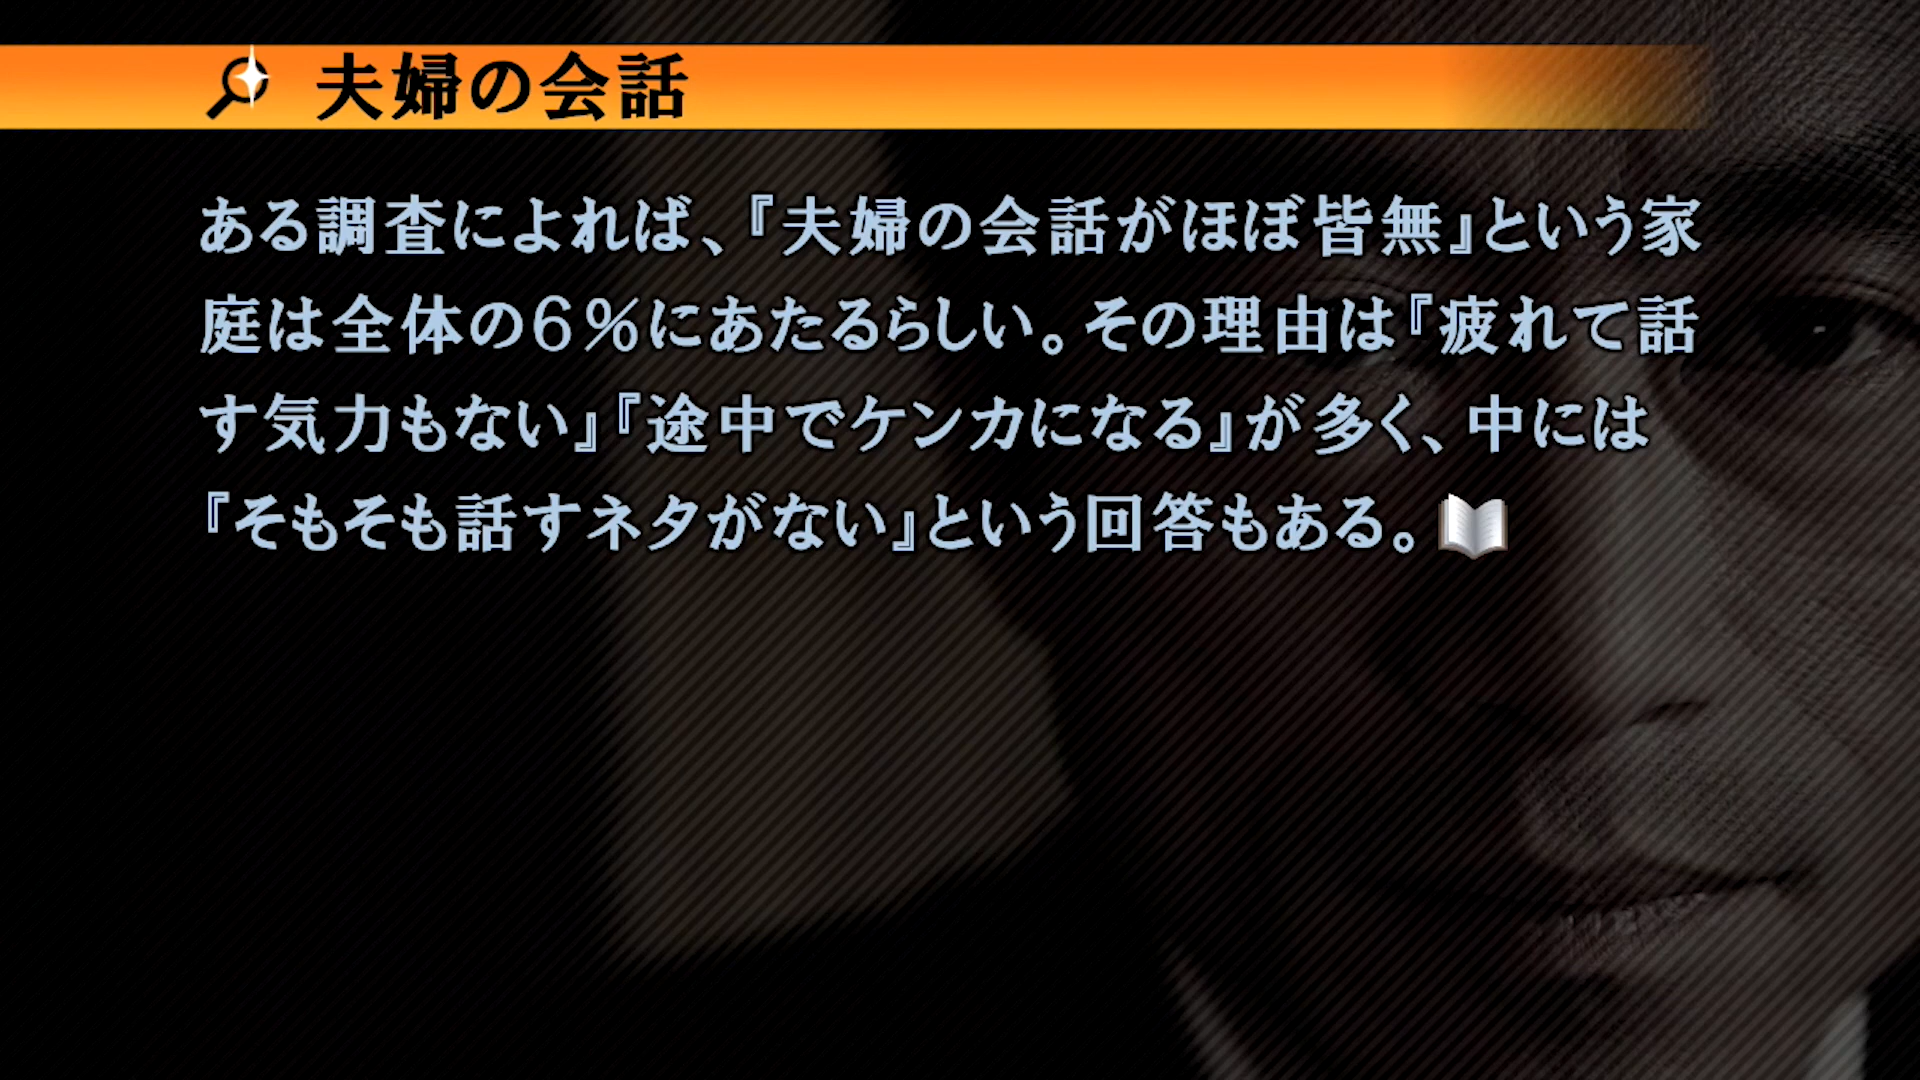 夫婦の会話
ある調査によれば、『夫婦の会話がほぼ皆無』という家
庭は全体の６％にあたるらしい。その理由は『疲れて話
す気力もない』『途中でケンカになる』が多く、中には
『そもそも話すネタがない』という回答もある。